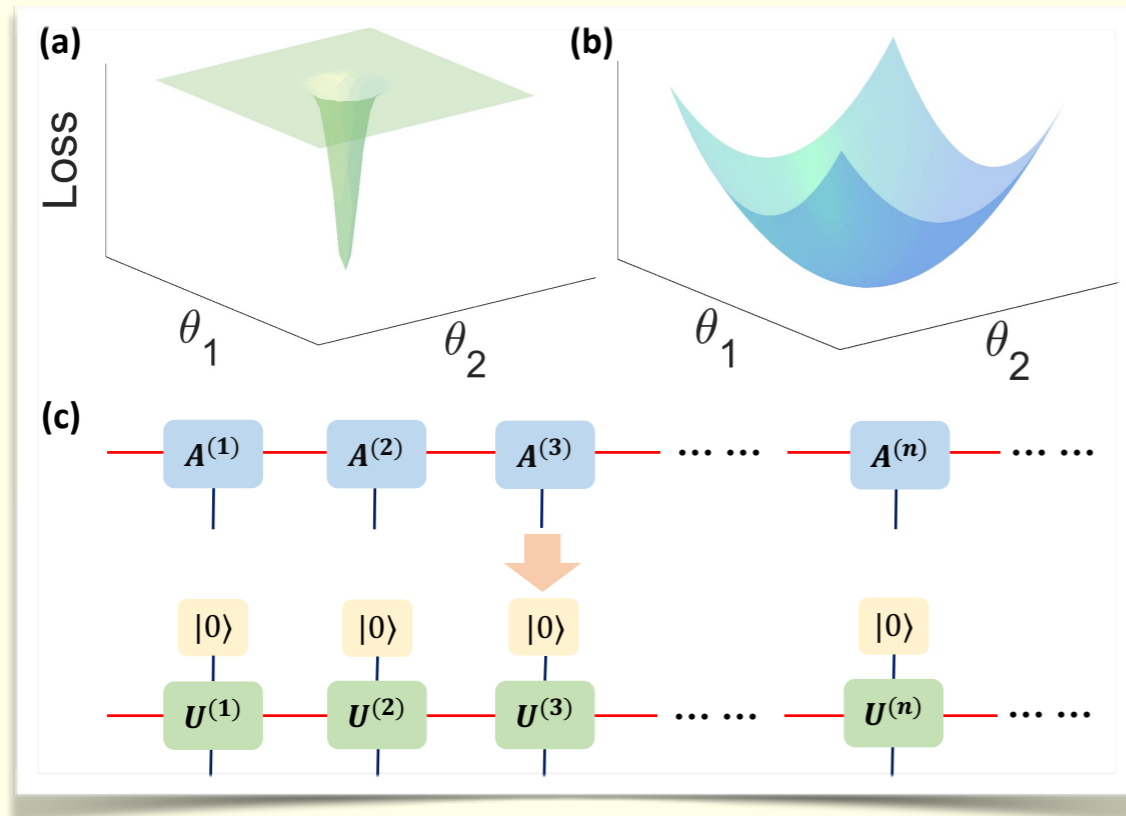 (a) (b)
Loss
θ₁ θ₂ θ₁ θ₂
(c)
A⁽¹⁾ A⁽²⁾ A⁽³⁾ ... ... A⁽ⁿ⁾ ... ...
|0⟩ |0⟩ |0⟩ |0⟩
U⁽¹⁾ U⁽²⁾ U⁽³⁾ ... ... U⁽ⁿ⁾ ... ...